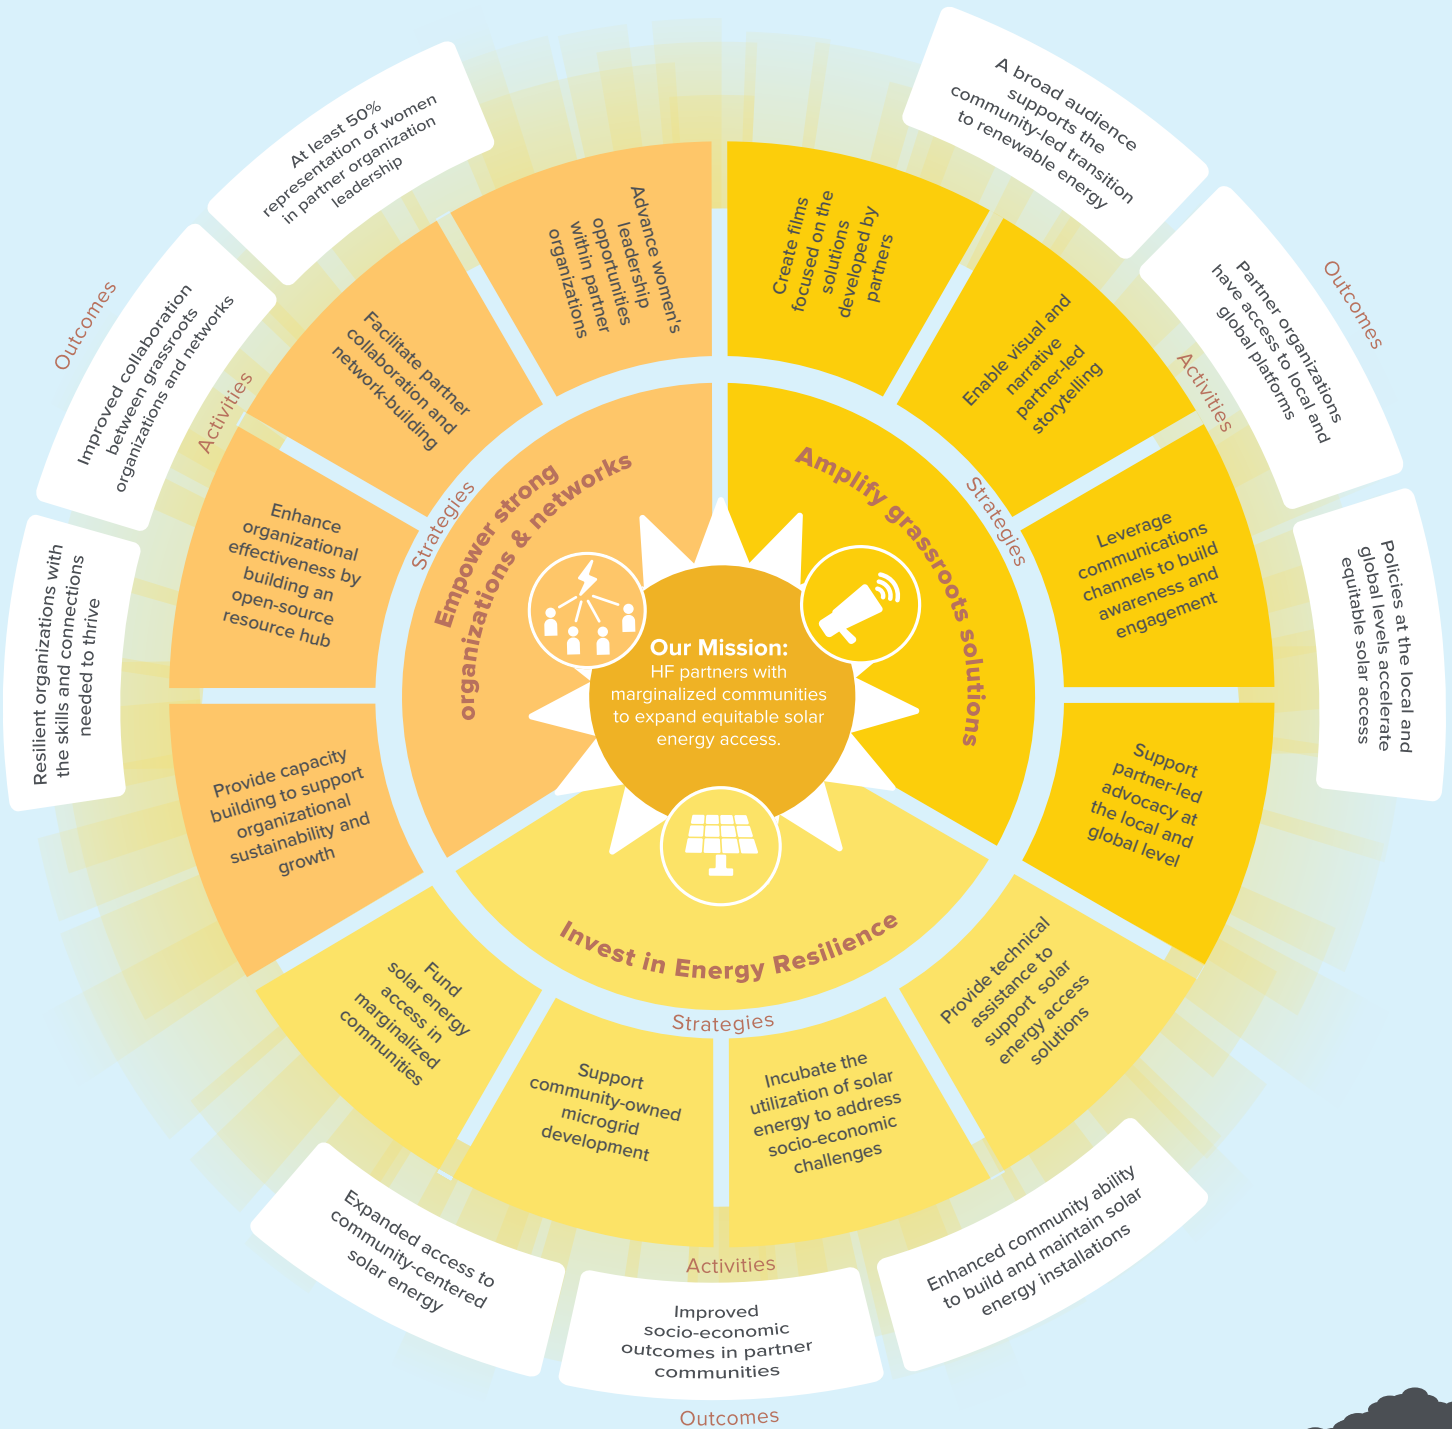 Our Mission:
HF partners with
marginalized communities
to expand equitable solar
energy access.
Empower strong
organizations & networks
Strategies
Provide capacity
building to support
organizational
sustainability and
growth
Enhance
organizational
effectiveness by
building an
open-source
resource hub
Facilitate partner
collaboration and
network-building
Advance women's
leadership
opportunities
within partner
organizations
Activities
Resilient organizations with
the skills and connections
needed to thrive
Improved collaboration
between grassroots
organizations and networks
At least 50%
representation of women
in partner organization
leadership
Outcomes
Amplify grassroots solutions
Strategies
Create films
focused on the
solutions
developed by
partners
Enable visual and
narrative
partner-led
storytelling
Leverage
communications
channels to build
awareness and
engagement
Support
partner-led
advocacy at
the local and
global level
Activities
A broad audience
supports the
community-led transition
to renewable energy
Partner organizations
have access to local and
global platforms
Policies at the local and
global levels accelerate
equitable solar access
Outcomes
Invest in Energy Resilience
Strategies
Fund
solar energy
access in
marginalized
communities
Support
community-owned
microgrid
development
Incubate the
utilization of solar
energy to address
socio-economic
challenges
Provide technical
assistance to
support solar
energy access
solutions
Activities
Expanded access to
community-centered
solar energy
Improved
socio-economic
outcomes in partner
communities
Enhanced community ability
to build and maintain solar
energy installations
Outcomes